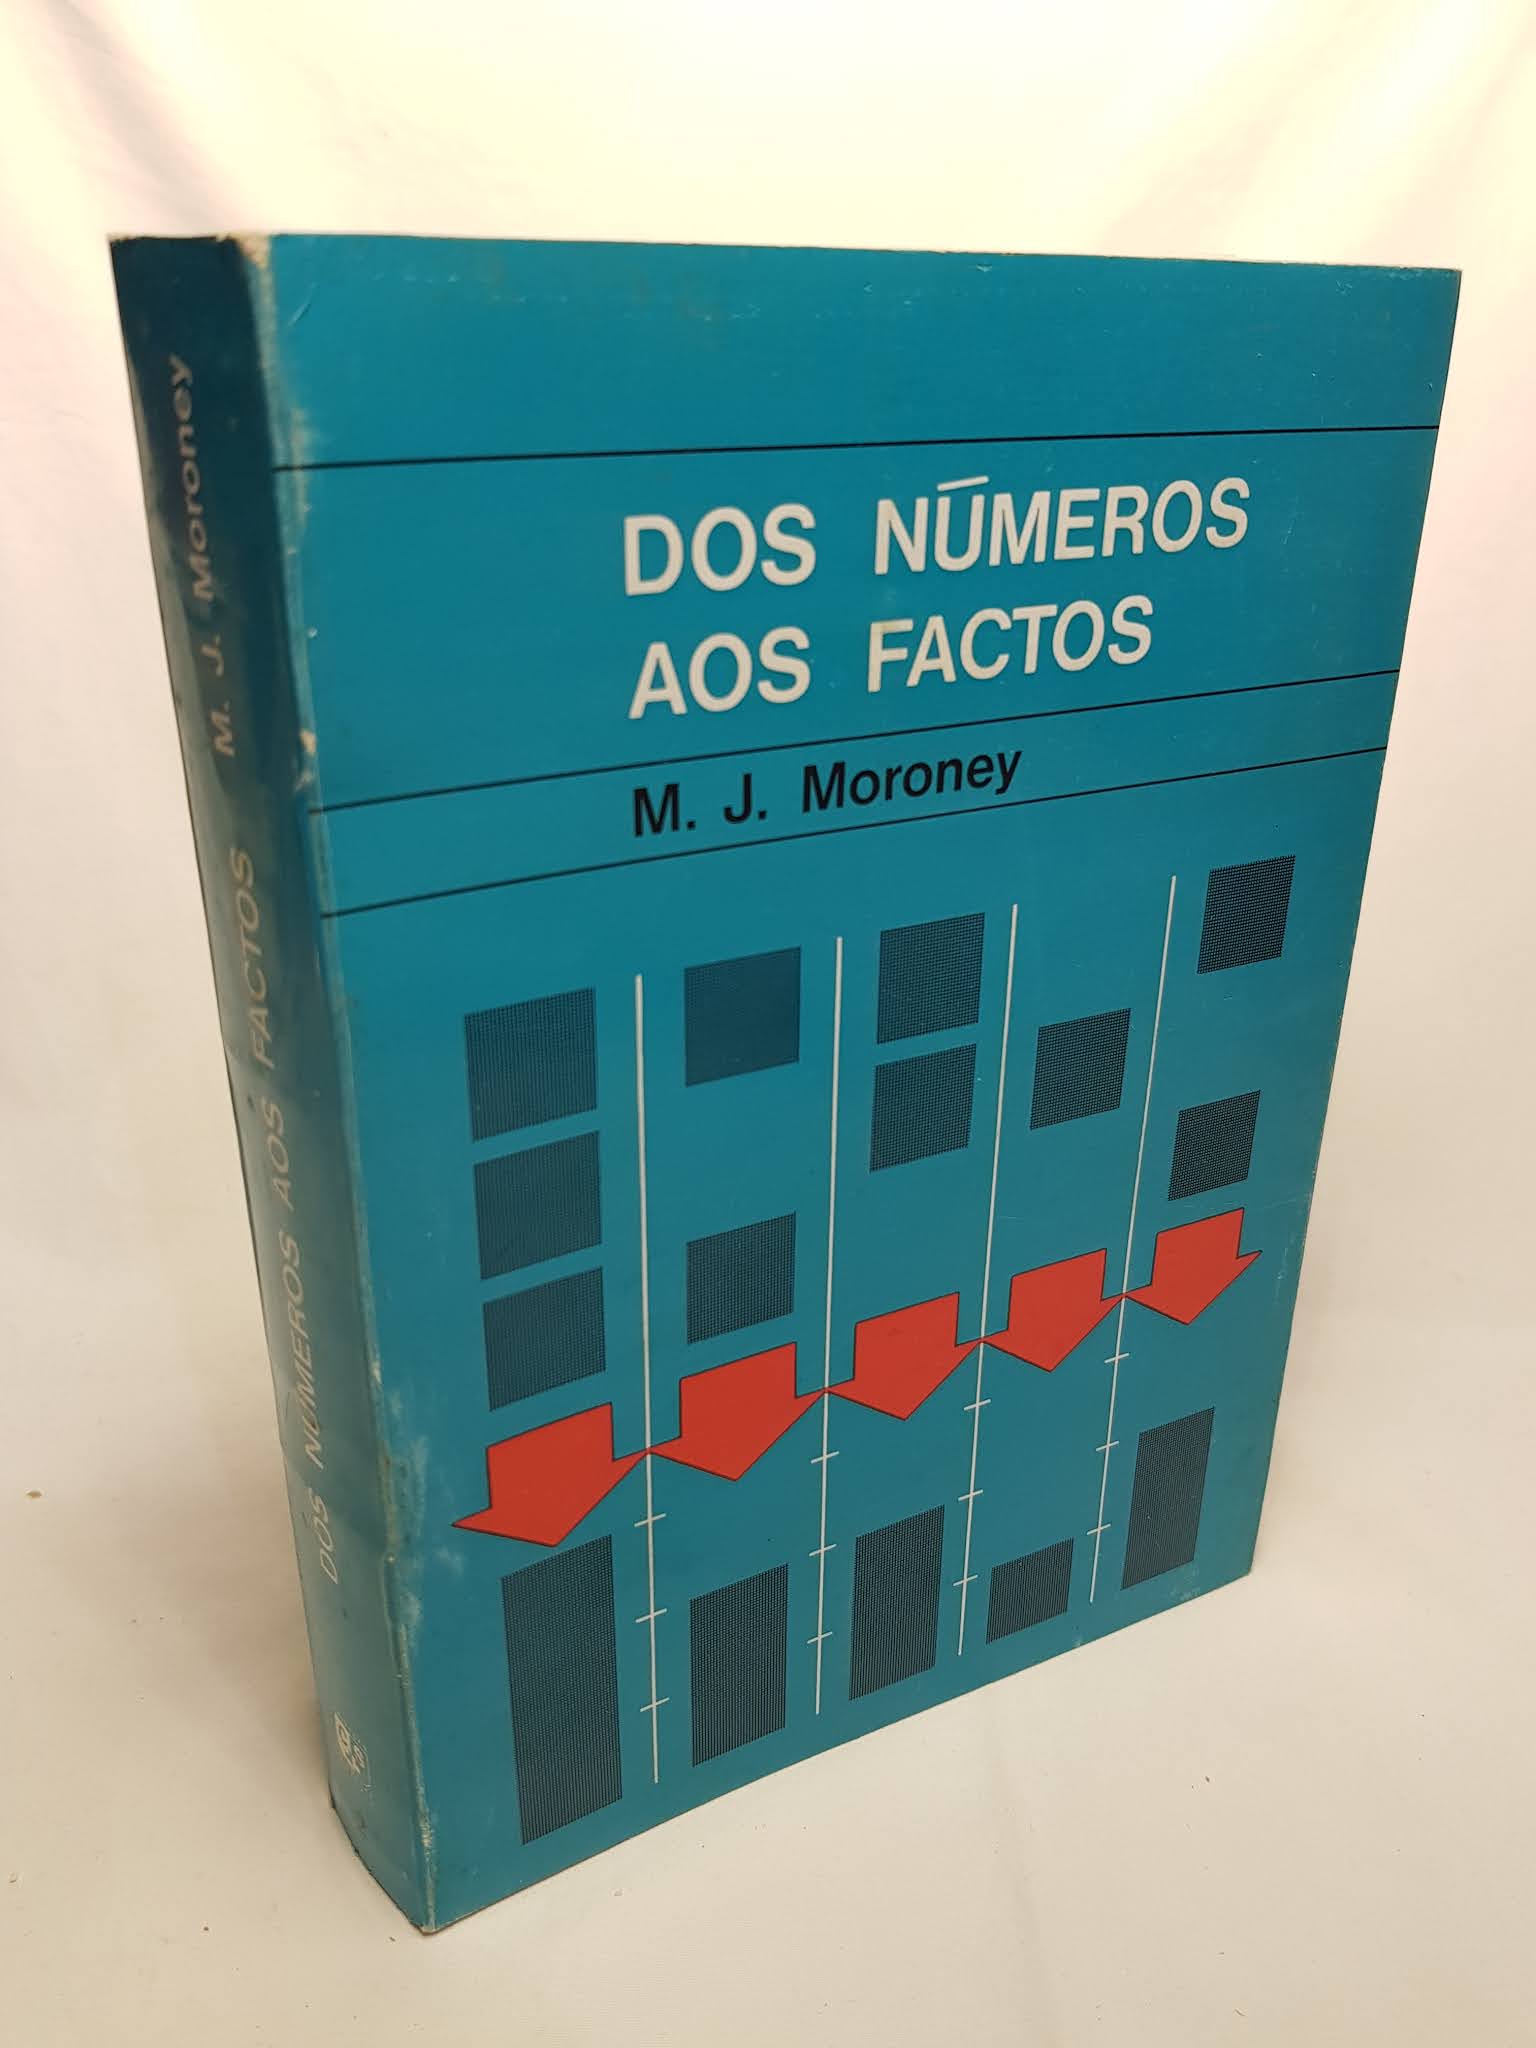 DOS NÚMEROS
AOS FACTOS
M. J. Moroney
DOS NÚMEROS AOS FACTOS M. J. Moroney